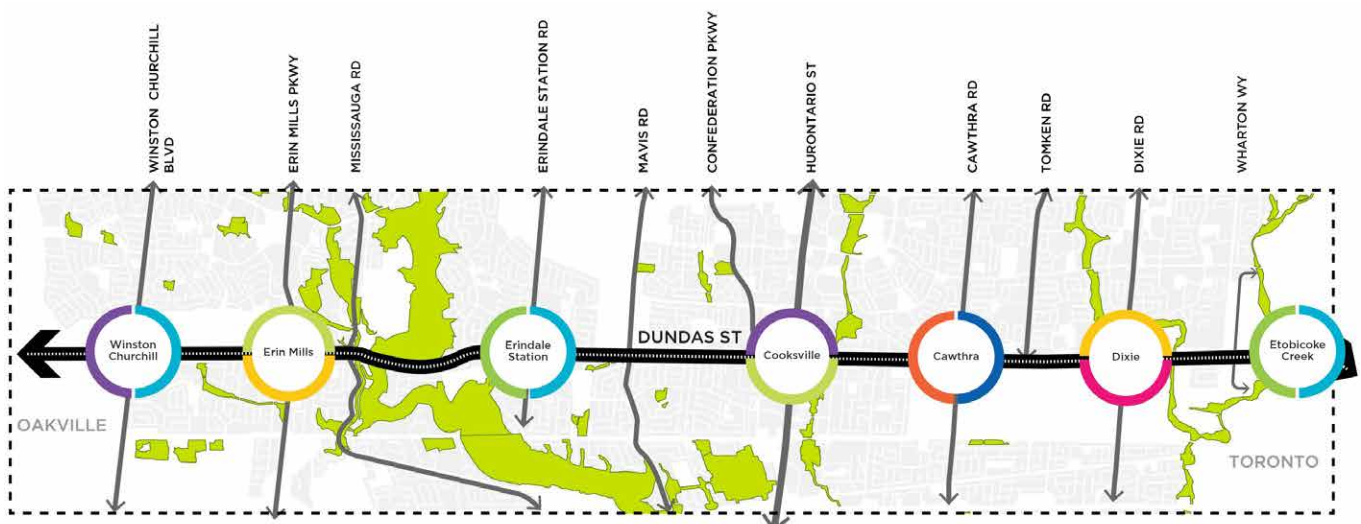 WINSTON CHURCHILL
BLVD
ERIN MILLS PKWY
MISSISSAUGA RD
ERINDALE STATION RD
MAVIS RD
CONFEDERATION PKWY
HURONTARIO ST
CAWTHRA RD
TOMKEN RD
DIXIE RD
WHARTON WY
DUNDAS ST
Winston
Churchill
Erin Mills
Erindale
Station
Cooksville
Cawthra
Dixie
Etobicoke
Creek
OAKVILLE
TORONTO